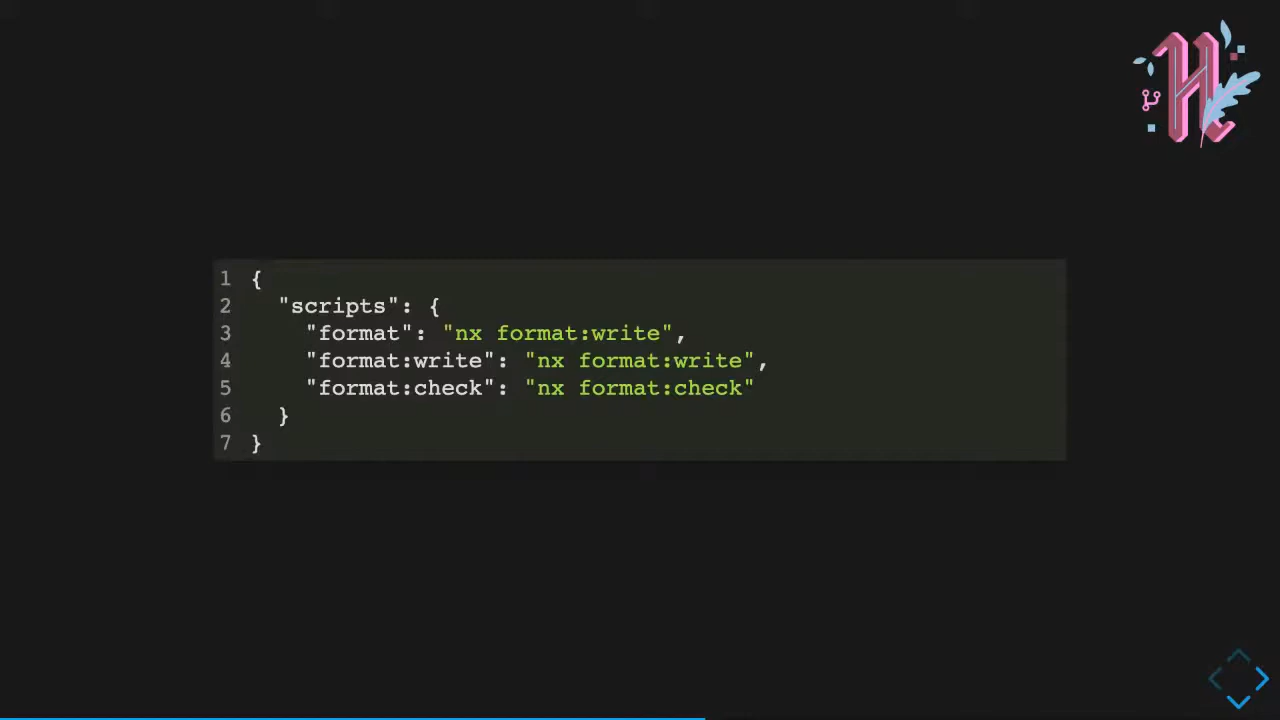 1 {
2 "scripts": {
3 "format": "nx format:write",
4 "format:write": "nx format:write",
5 "format:check": "nx format:check"
6 }
7 }
H